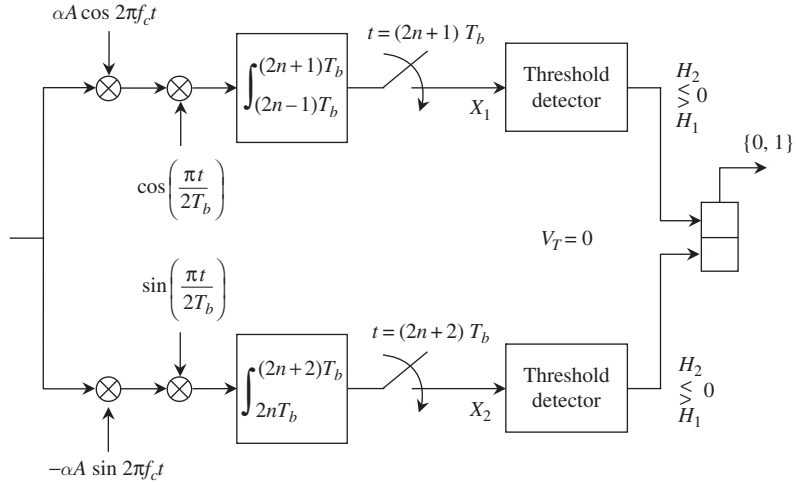 αA cos 2πf_c t
∫_{(2n−1)T_b}^{(2n+1)T_b}
t = (2n+1) T_b
X_1
Threshold
detector
H_2
≤
> 0
H_1
cos(πt/2T_b)
{0, 1}
V_T = 0
sin(πt/2T_b)
∫_{2nT_b}^{(2n+2)T_b}
t = (2n+2) T_b
X_2
Threshold
detector
H_2
≤
> 0
H_1
−αA sin 2πf_c t